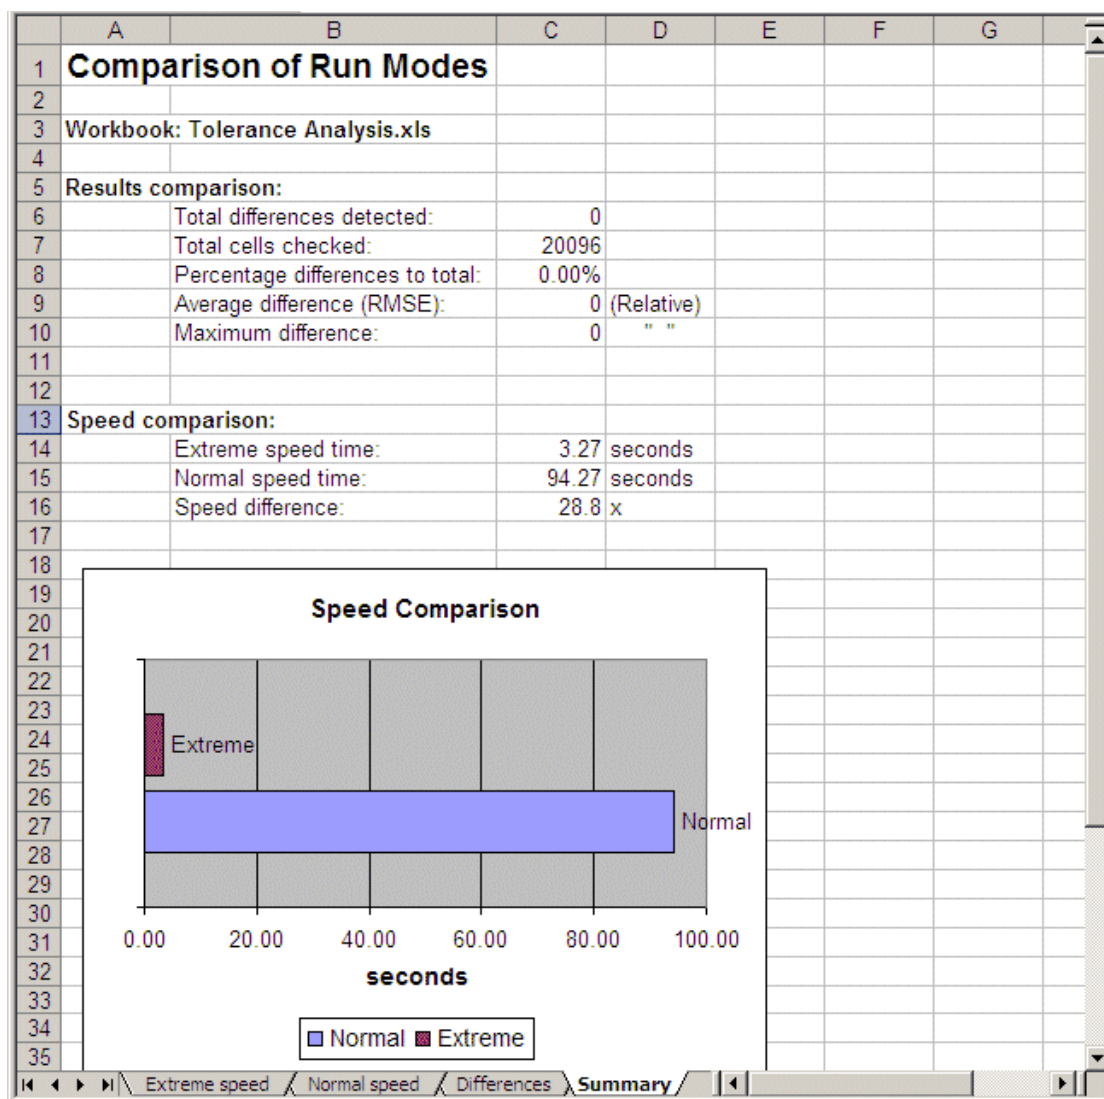 A B C D E F G
1 Comparison of Run Modes
2
3 Workbook: Tolerance Analysis.xls
4
5 Results comparison:
6 Total differences detected: 0
7 Total cells checked: 20096
8 Percentage differences to total: 0.00%
9 Average difference (RMSE): 0 (Relative)
10 Maximum difference: 0 " "
11
12
13 Speed comparison:
14 Extreme speed time: 3.27 seconds
15 Normal speed time: 94.27 seconds
16 Speed difference: 28.8 x
17
18
19
Speed Comparison
20
21
22
23
24 Extreme
25
26
27 Normal
28
29
30
31 0.00 20.00 40.00 60.00 80.00 100.00
32 seconds
33
34 Normal Extreme
35
Extreme speed Normal speed Differences Summary